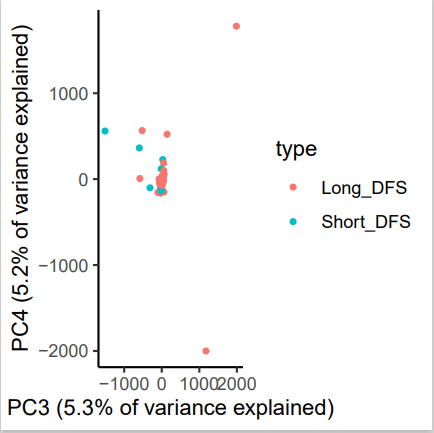 PC4 (5.2% of variance explained)
1000
0
−1000
−2000
−1000 0 1000 2000
PC3 (5.3% of variance explained)
type
Long_DFS
Short_DFS